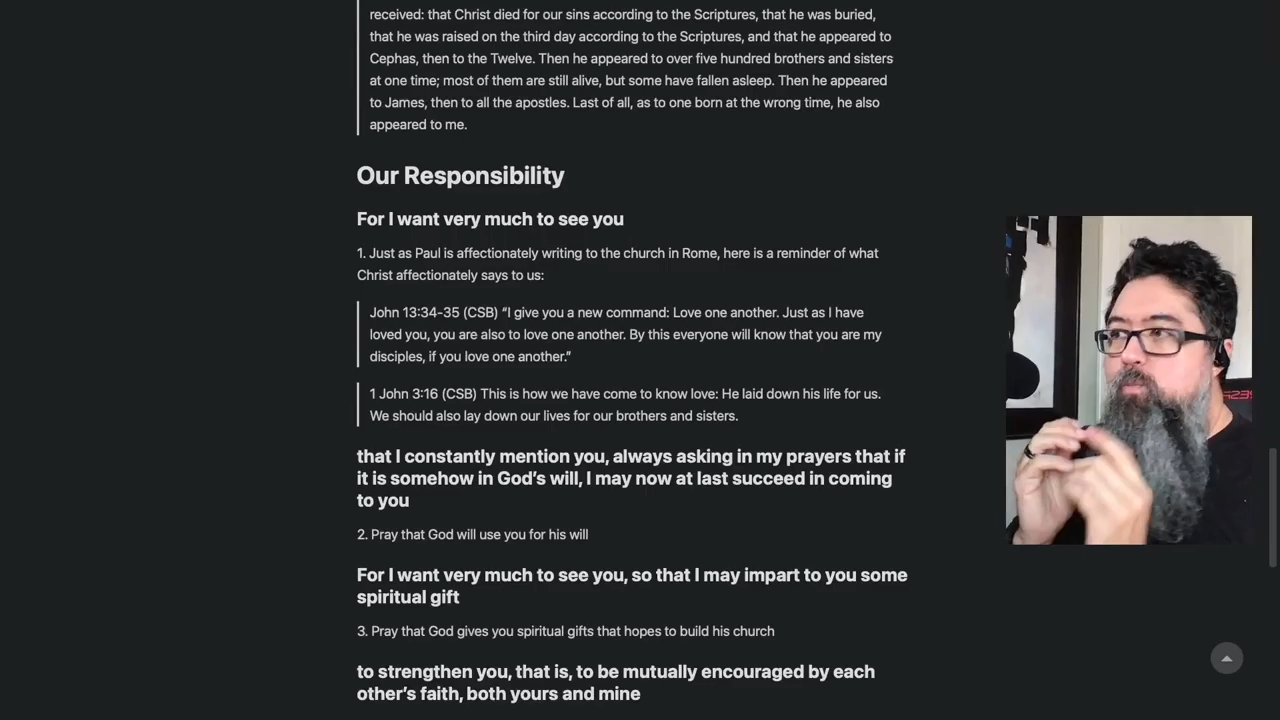 received: that Christ died for our sins according to the Scriptures, that he was buried,
that he was raised on the third day according to the Scriptures, and that he appeared to
Cephas, then to the Twelve. Then he appeared to over five hundred brothers and sisters
at one time; most of them are still alive, but some have fallen asleep. Then he appeared
to James, then to all the apostles. Last of all, as to one born at the wrong time, he also
appeared to me.
Our Responsibility
For I want very much to see you
1. Just as Paul is affectionately writing to the church in Rome, here is a reminder of what
Christ affectionately says to us:
John 13:34-35 (CSB) “I give you a new command: Love one another. Just as I have
loved you, you are also to love one another. By this everyone will know that you are my
disciples, if you love one another.”
1 John 3:16 (CSB) This is how we have come to know love: He laid down his life for us.
We should also lay down our lives for our brothers and sisters.
that I constantly mention you, always asking in my prayers that if
it is somehow in God’s will, I may now at last succeed in coming
to you
2. Pray that God will use you for his will
For I want very much to see you, so that I may impart to you some
spiritual gift
3. Pray that God gives you spiritual gifts that hopes to build his church
to strengthen you, that is, to be mutually encouraged by each
other’s faith, both yours and mine